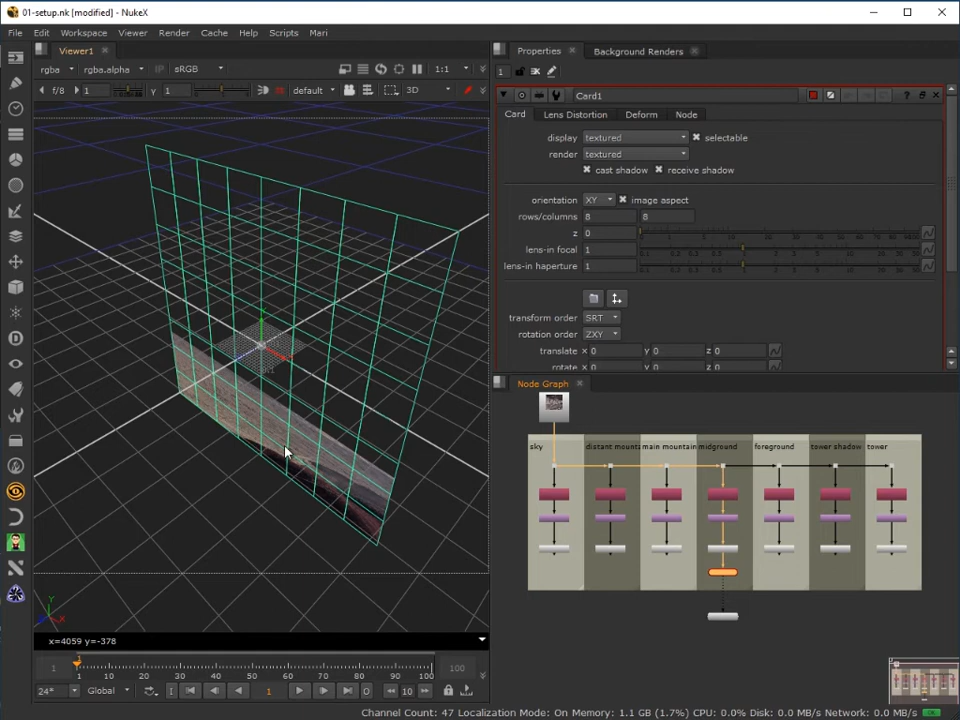 01-setup.nk [modified] - NukeX
File Edit Workspace Viewer Render Cache Help Scripts Mari
Viewer1
rgba rgba.alpha IP sRGB 1:1
f/8 1 y 1 default 3D
x=4059 y=-378
1 100
1 10 20 30 40 50 60 70 80 90 100
24* Global 1 10
Properties Background Renders
1
Card1
Card Lens Distortion Deform Node
display textured selectable
render textured
cast shadow receive shadow
orientation XY image aspect
rows/columns 8 8
z 0
lens-in focal 1
lens-in haperture 1
transform order SRT
rotation order ZXY
translate x 0 y 0 z 0
rotate
Node Graph
sky distant mounta main mountain midground foreground tower shadow tower
Channel Count: 47 Localization Mode: On Memory: 1.1 GB (1.7%) CPU: 0.0% Disk: 0.0 MB/s Network: 0.0 MB/s